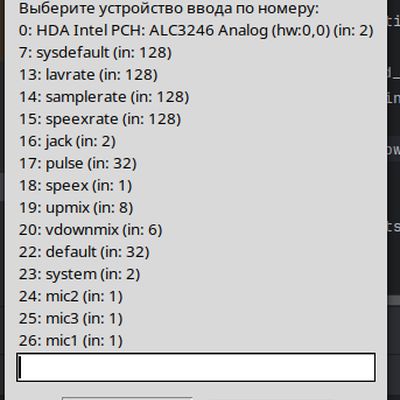 Выберите устройство ввода по номеру:
0: HDA Intel PCH: ALC3246 Analog (hw:0,0) (in: 2)
7: sysdefault (in: 128)
13: lavrate (in: 128)
14: samplerate (in: 128)
15: speexrate (in: 128)
16: jack (in: 2)
17: pulse (in: 32)
18: speex (in: 1)
19: upmix (in: 8)
20: vdownmix (in: 6)
22: default (in: 32)
23: system (in: 2)
24: mic2 (in: 1)
25: mic3 (in: 1)
26: mic1 (in: 1)